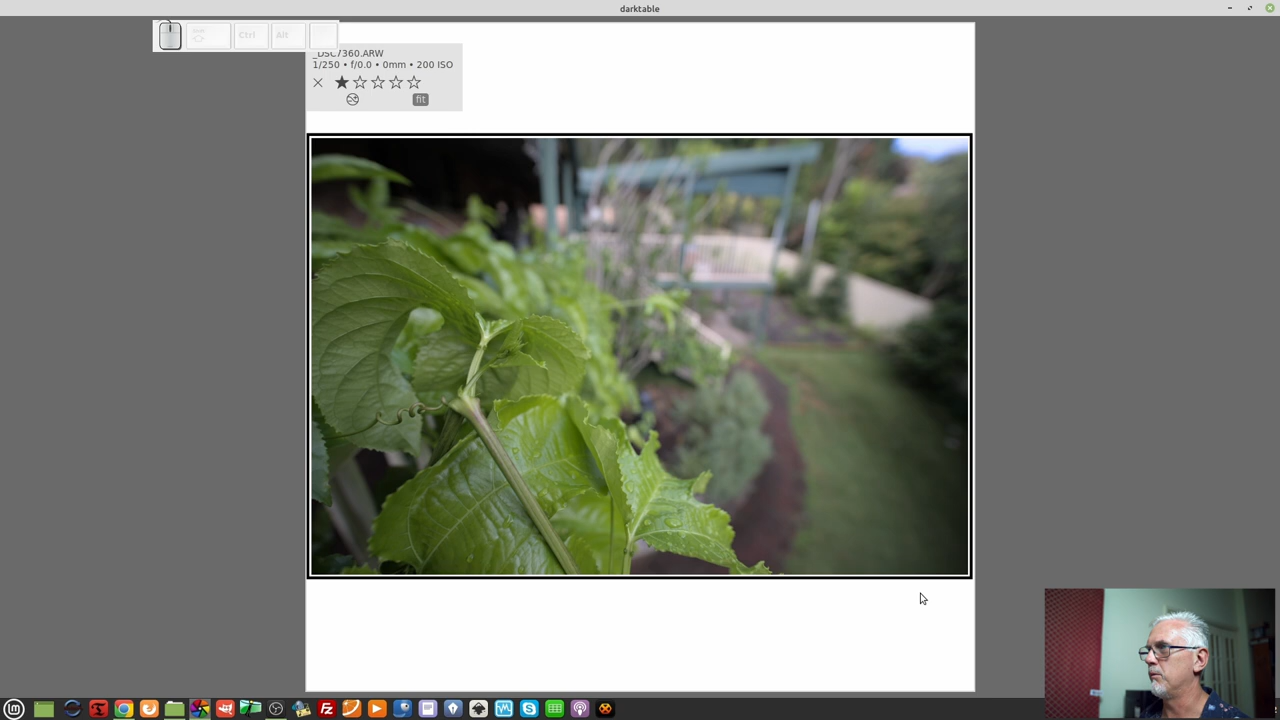 darktable
Ctrl
Alt
_DSC7360.ARW
1/250 • f/0.0 • 0mm • 200 ISO
fit